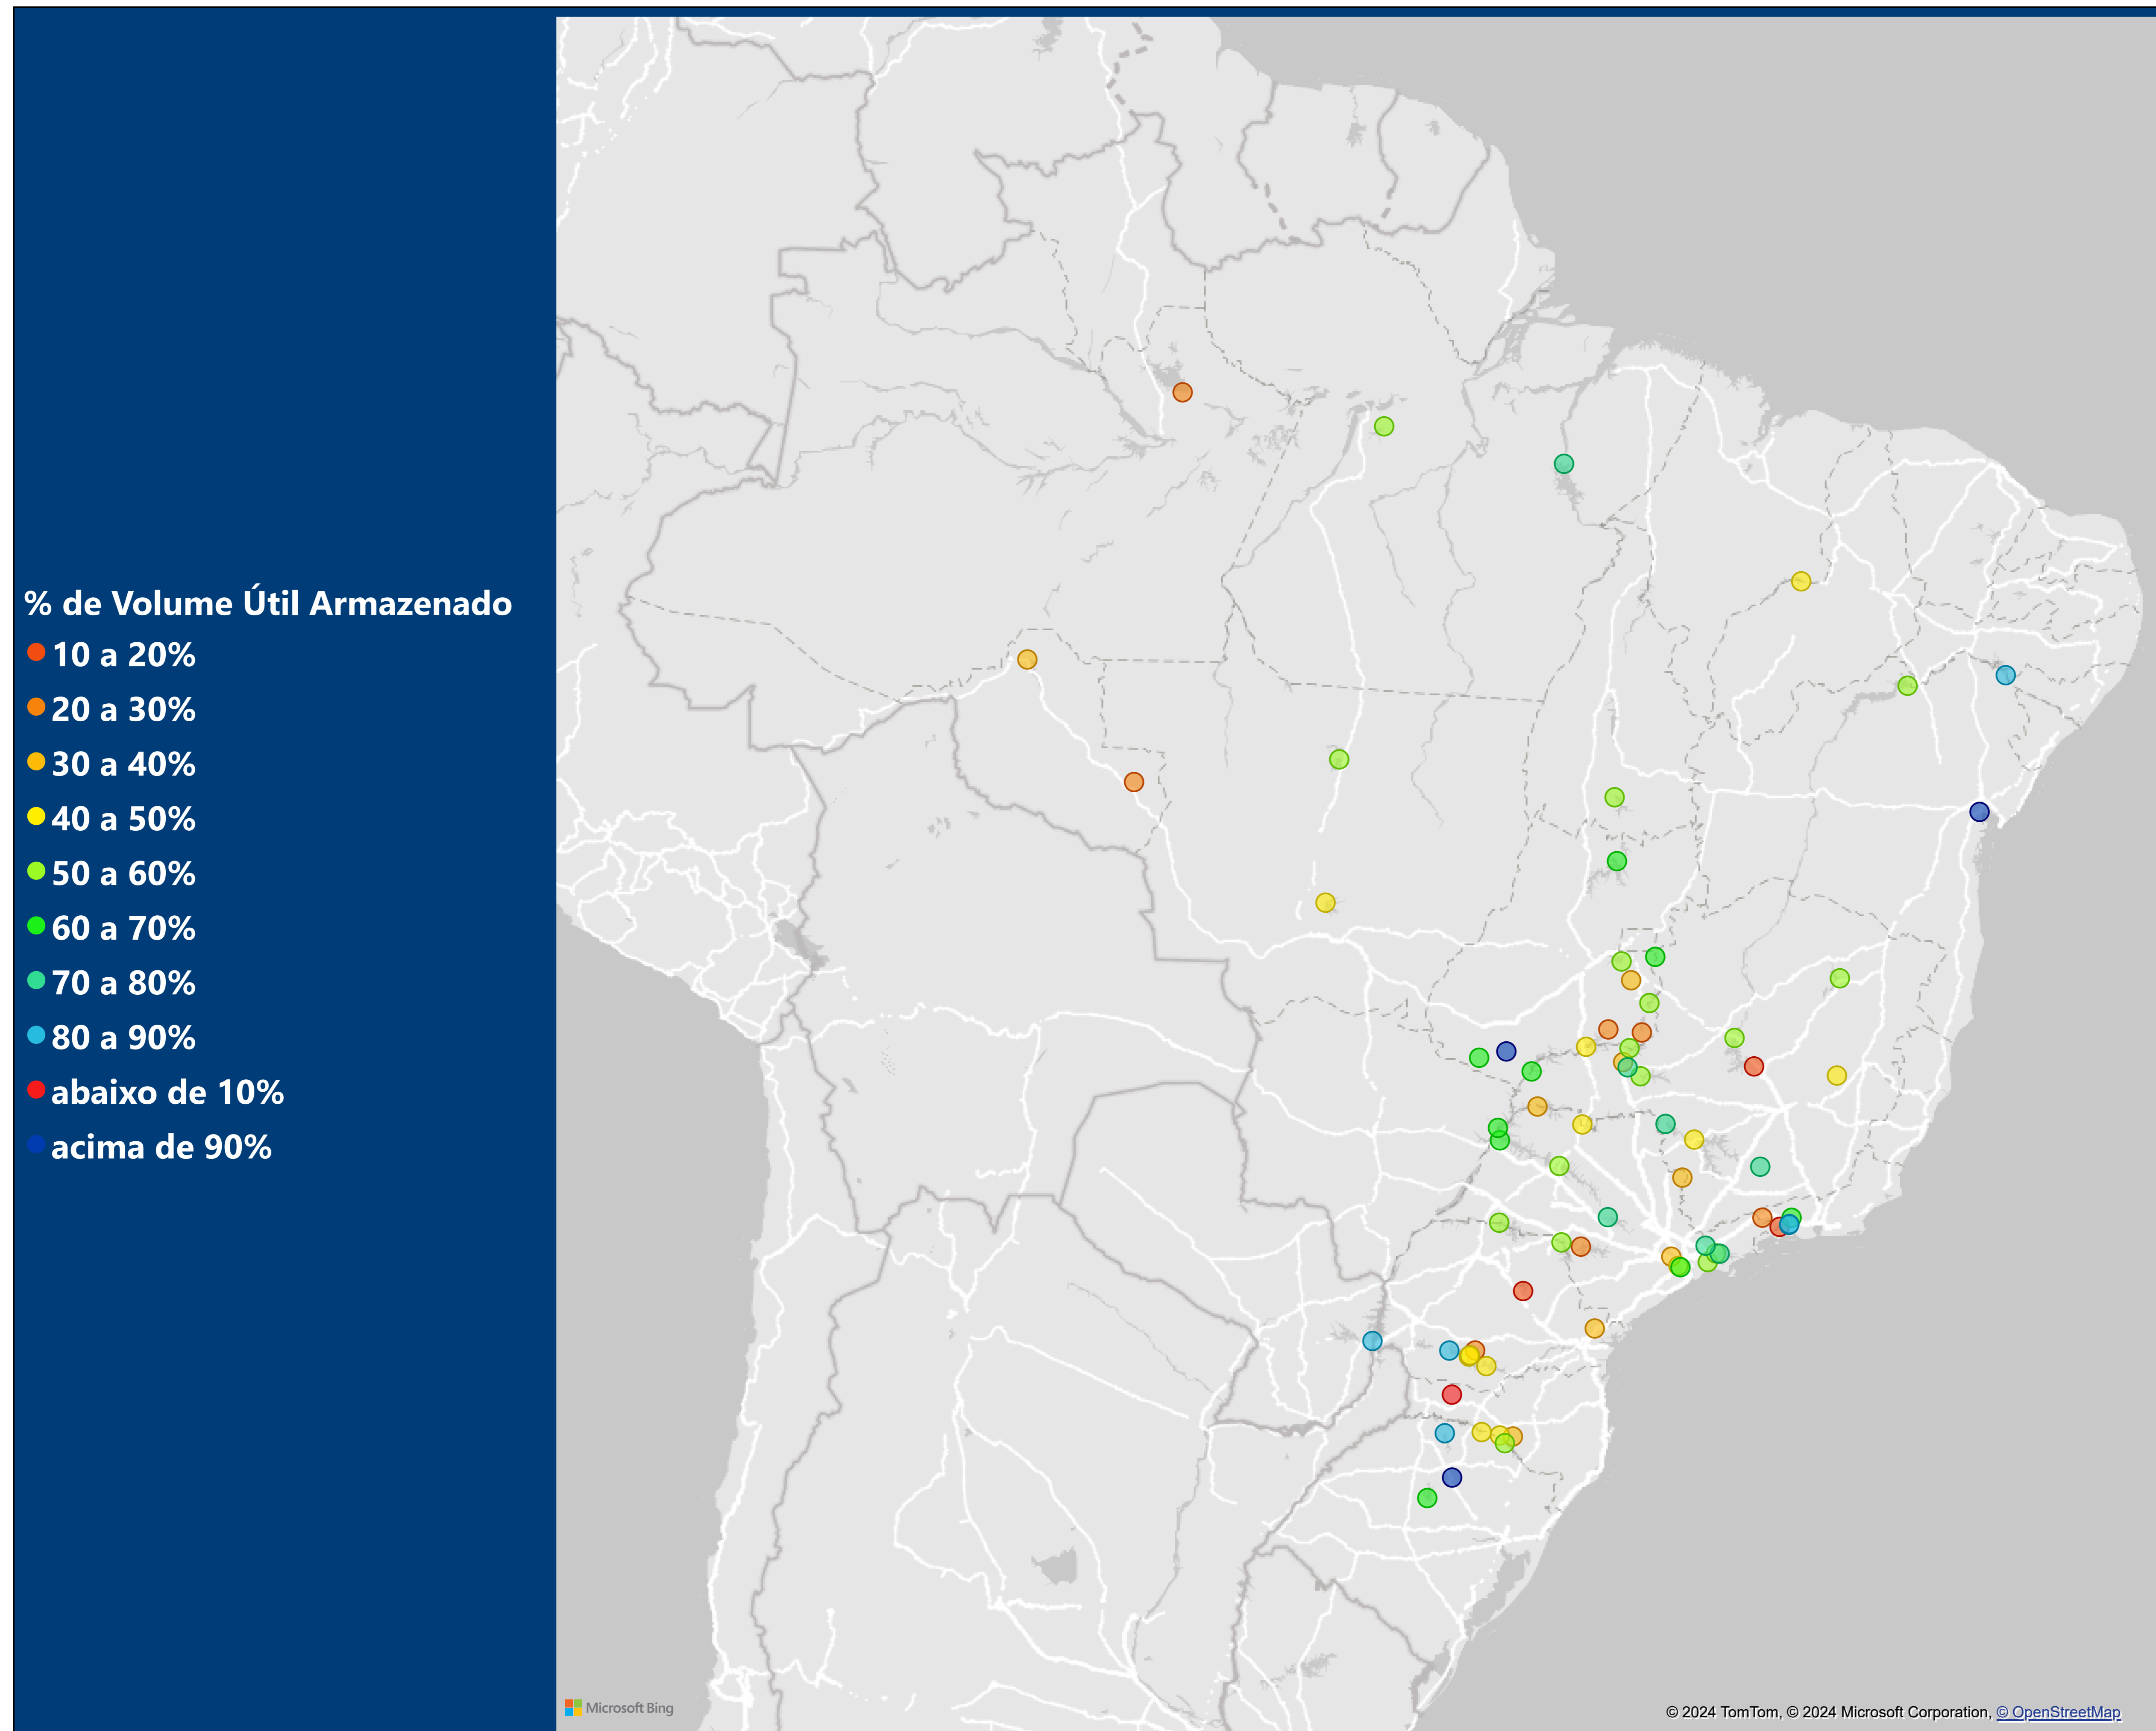 % de Volume Útil Armazenado
10 a 20%
20 a 30%
30 a 40%
40 a 50%
50 a 60%
60 a 70%
70 a 80%
80 a 90%
abaixo de 10%
acima de 90%
Microsoft Bing
© 2024 TomTom, © 2024 Microsoft Corporation, © OpenStreetMap